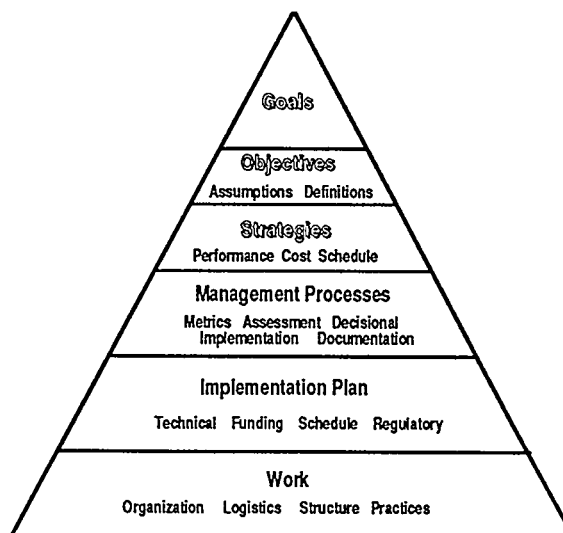 Goals
Objectives
Assumptions Definitions
Strategies
Performance Cost Schedule
Management Processes
Metrics Assessment Decisional
Implementation Documentation
Implementation Plan
Technical Funding Schedule Regulatory
Work
Organization Logistics Structure Practices